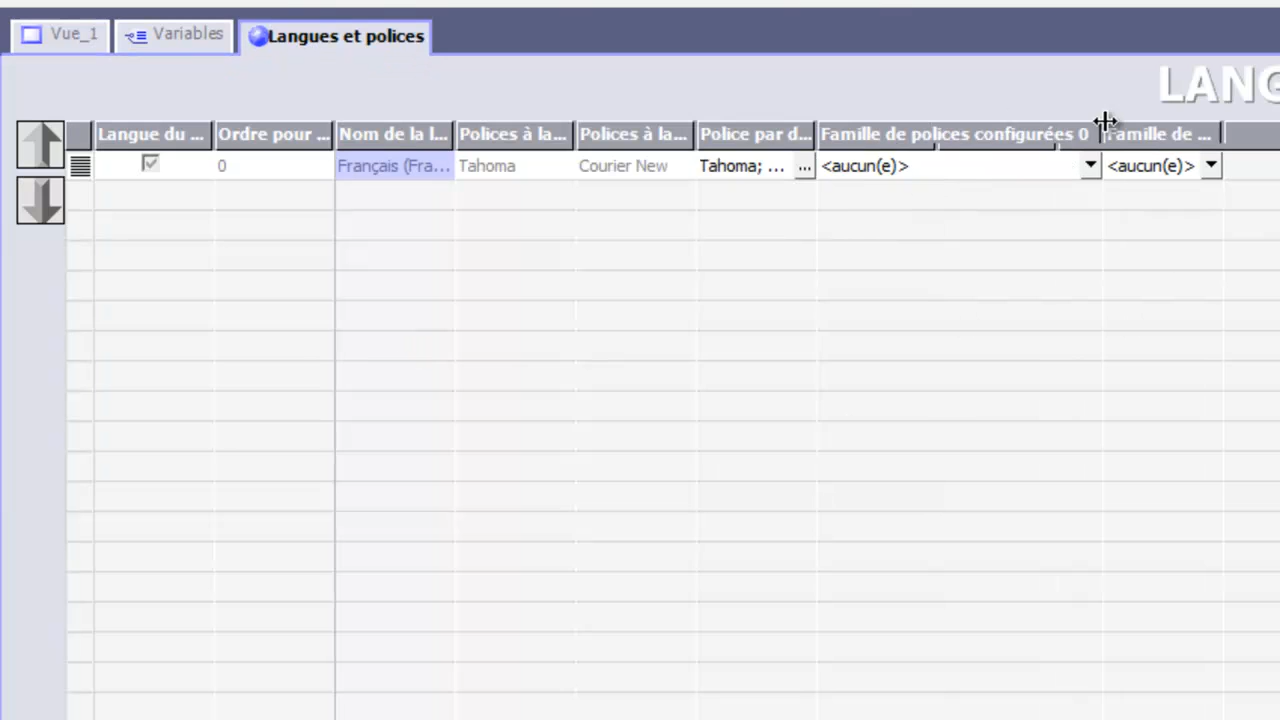 Vue_1 Variables Langues et polices
LANG
Langue du ... Ordre pour ... Nom de la l... Polices à la... Polices à la... Police par d... Famille de polices configurées 0 Famille de ...
0 Français (Fra... Tahoma Courier New Tahoma; ... ... <aucun(e)> <aucun(e)>